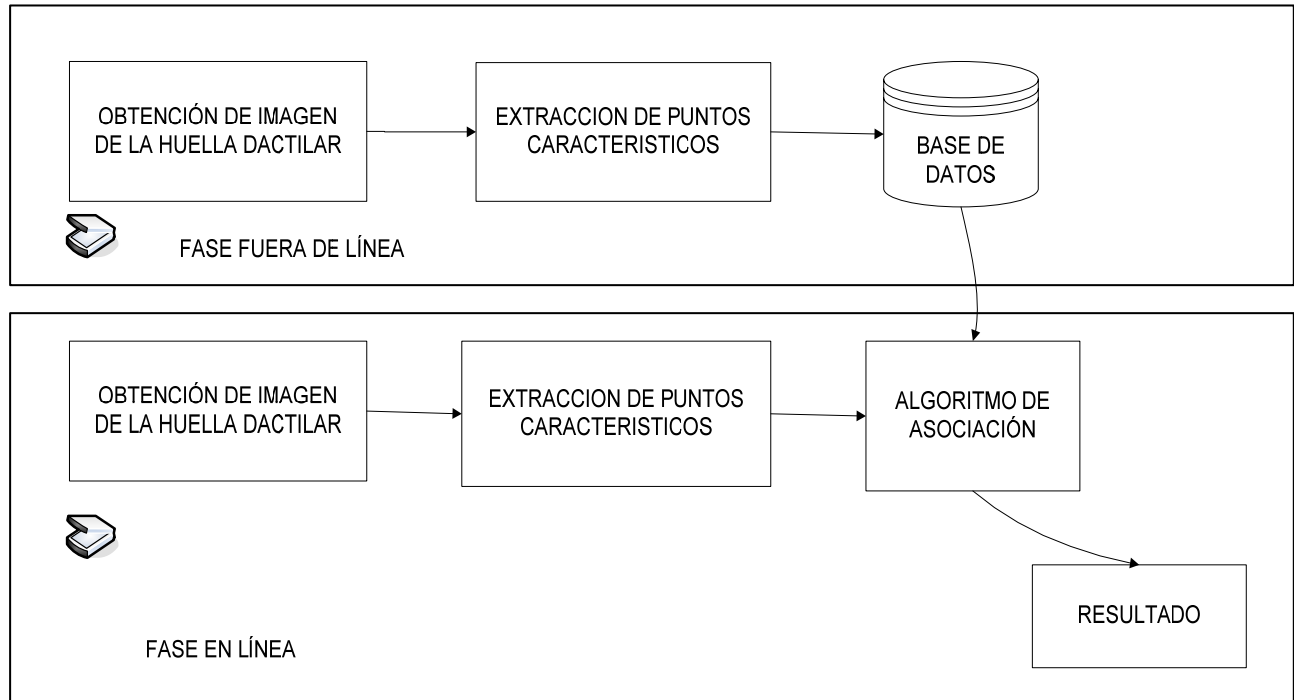 OBTENCIÓN DE IMAGEN
DE LA HUELLA DACTILAR
EXTRACCION DE PUNTOS
CARACTERISTICOS
BASE DE
DATOS
FASE FUERA DE LÍNEA
OBTENCIÓN DE IMAGEN
DE LA HUELLA DACTILAR
EXTRACCION DE PUNTOS
CARACTERISTICOS
ALGORITMO DE
ASOCIACIÓN
RESULTADO
FASE EN LÍNEA